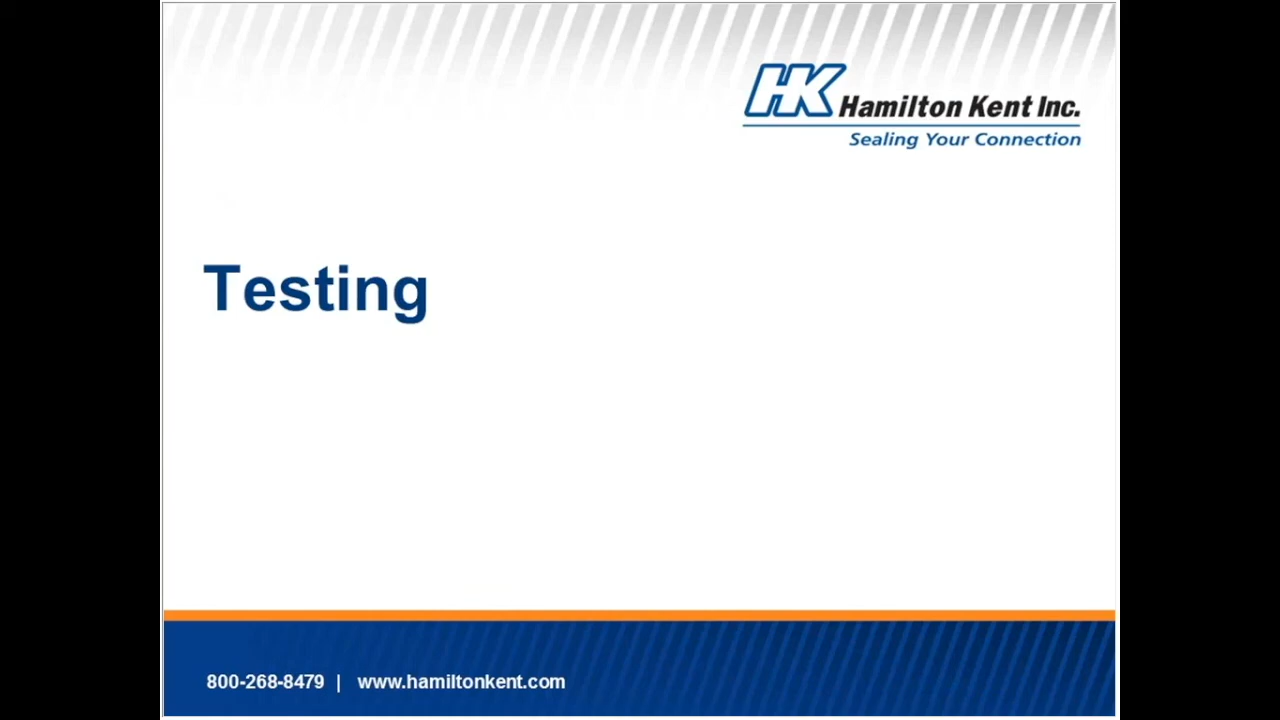 HK Hamilton Kent Inc.
Sealing Your Connection
Testing
800-268-8479 | www.hamiltonkent.com